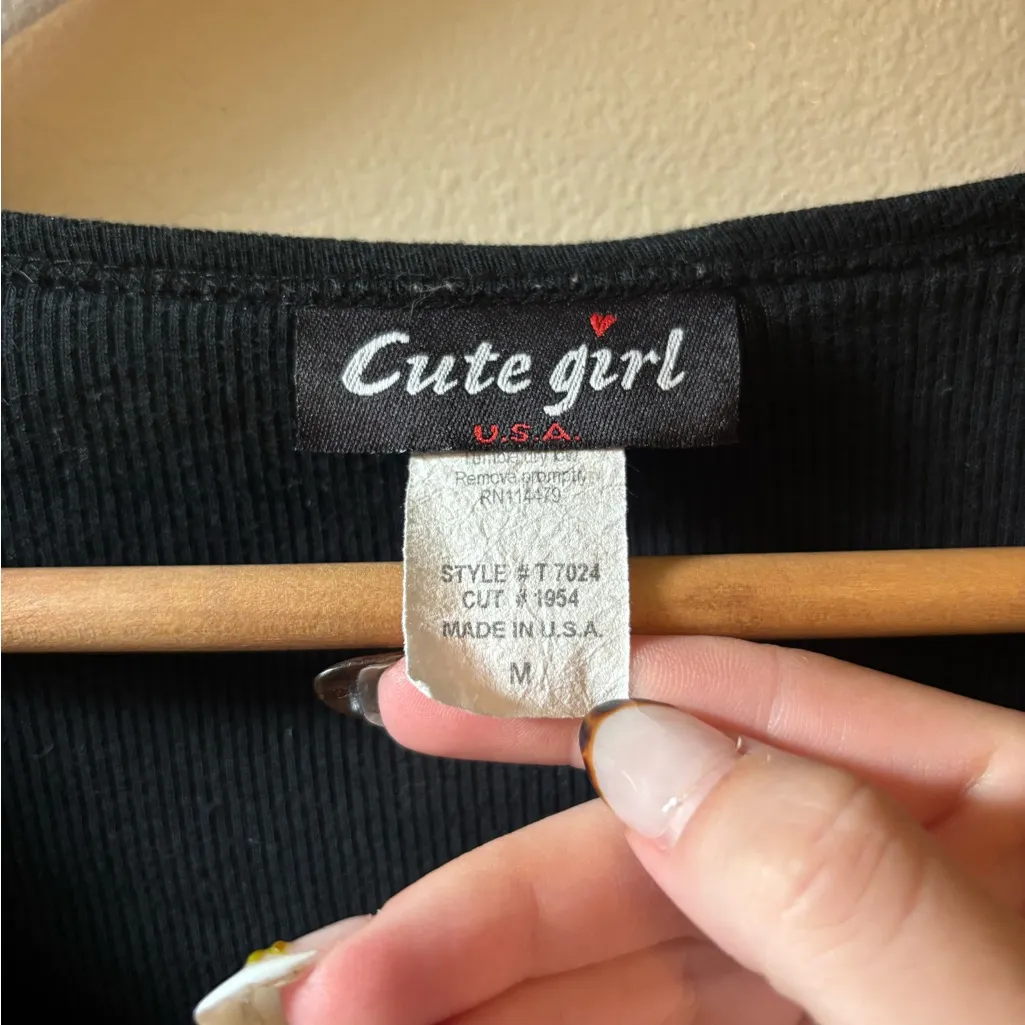 Cute girl
U.S.A.
Remove promptly
RN114479
STYLE # T 7024
CUT # 1954
MADE IN U.S.A.
M